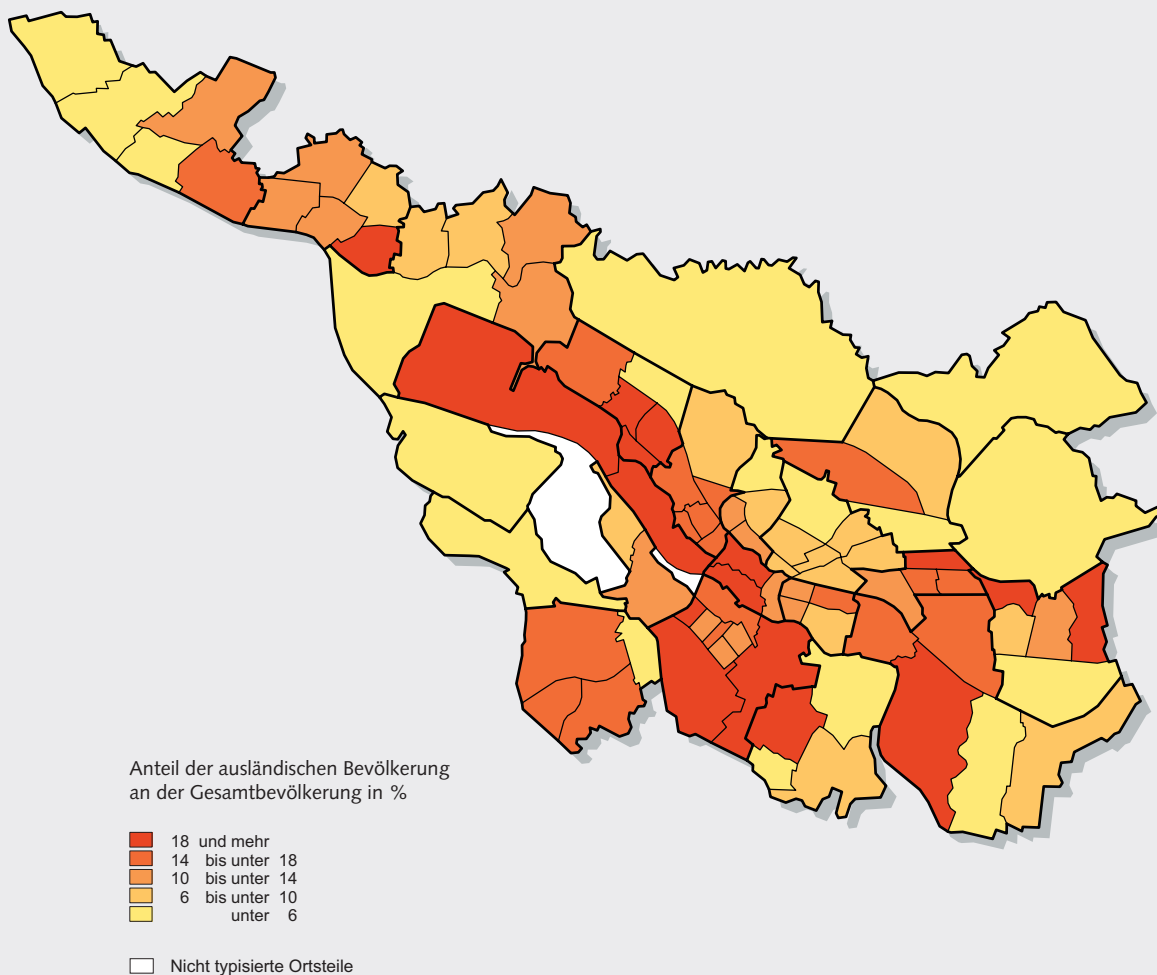 Anteil der ausländischen Bevölkerung
an der Gesamtbevölkerung in %
18 und mehr
14 bis unter 18
10 bis unter 14
6 bis unter 10
unter 6
Nicht typisierte Ortsteile